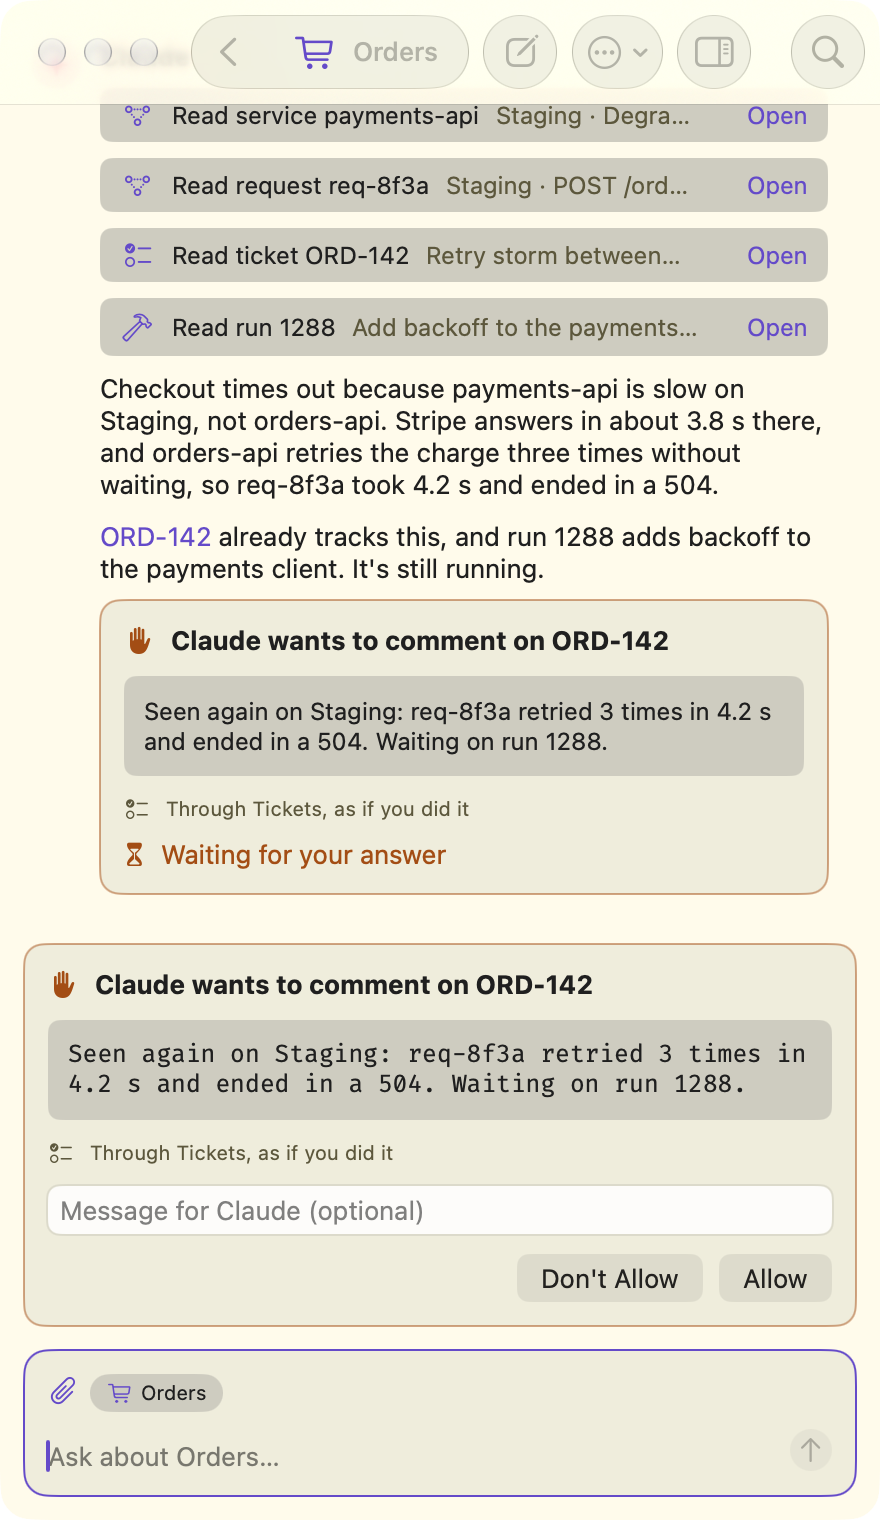 Orders
Read service payments-api Staging · Degra... Open
Read request req-8f3a Staging · POST /ord... Open
Read ticket ORD-142 Retry storm between... Open
Read run 1288 Add backoff to the payments... Open
Checkout times out because payments-api is slow on
Staging, not orders-api. Stripe answers in about 3.8 s there,
and orders-api retries the charge three times without
waiting, so req-8f3a took 4.2 s and ended in a 504.
ORD-142 already tracks this, and run 1288 adds backoff to
the payments client. It's still running.
Claude wants to comment on ORD-142
Seen again on Staging: req-8f3a retried 3 times in 4.2 s
and ended in a 504. Waiting on run 1288.
Through Tickets, as if you did it
Waiting for your answer
Claude wants to comment on ORD-142
Seen again on Staging: req-8f3a retried 3 times in
4.2 s and ended in a 504. Waiting on run 1288.
Through Tickets, as if you did it
Message for Claude (optional)
Don't Allow Allow
Orders
Ask about Orders...